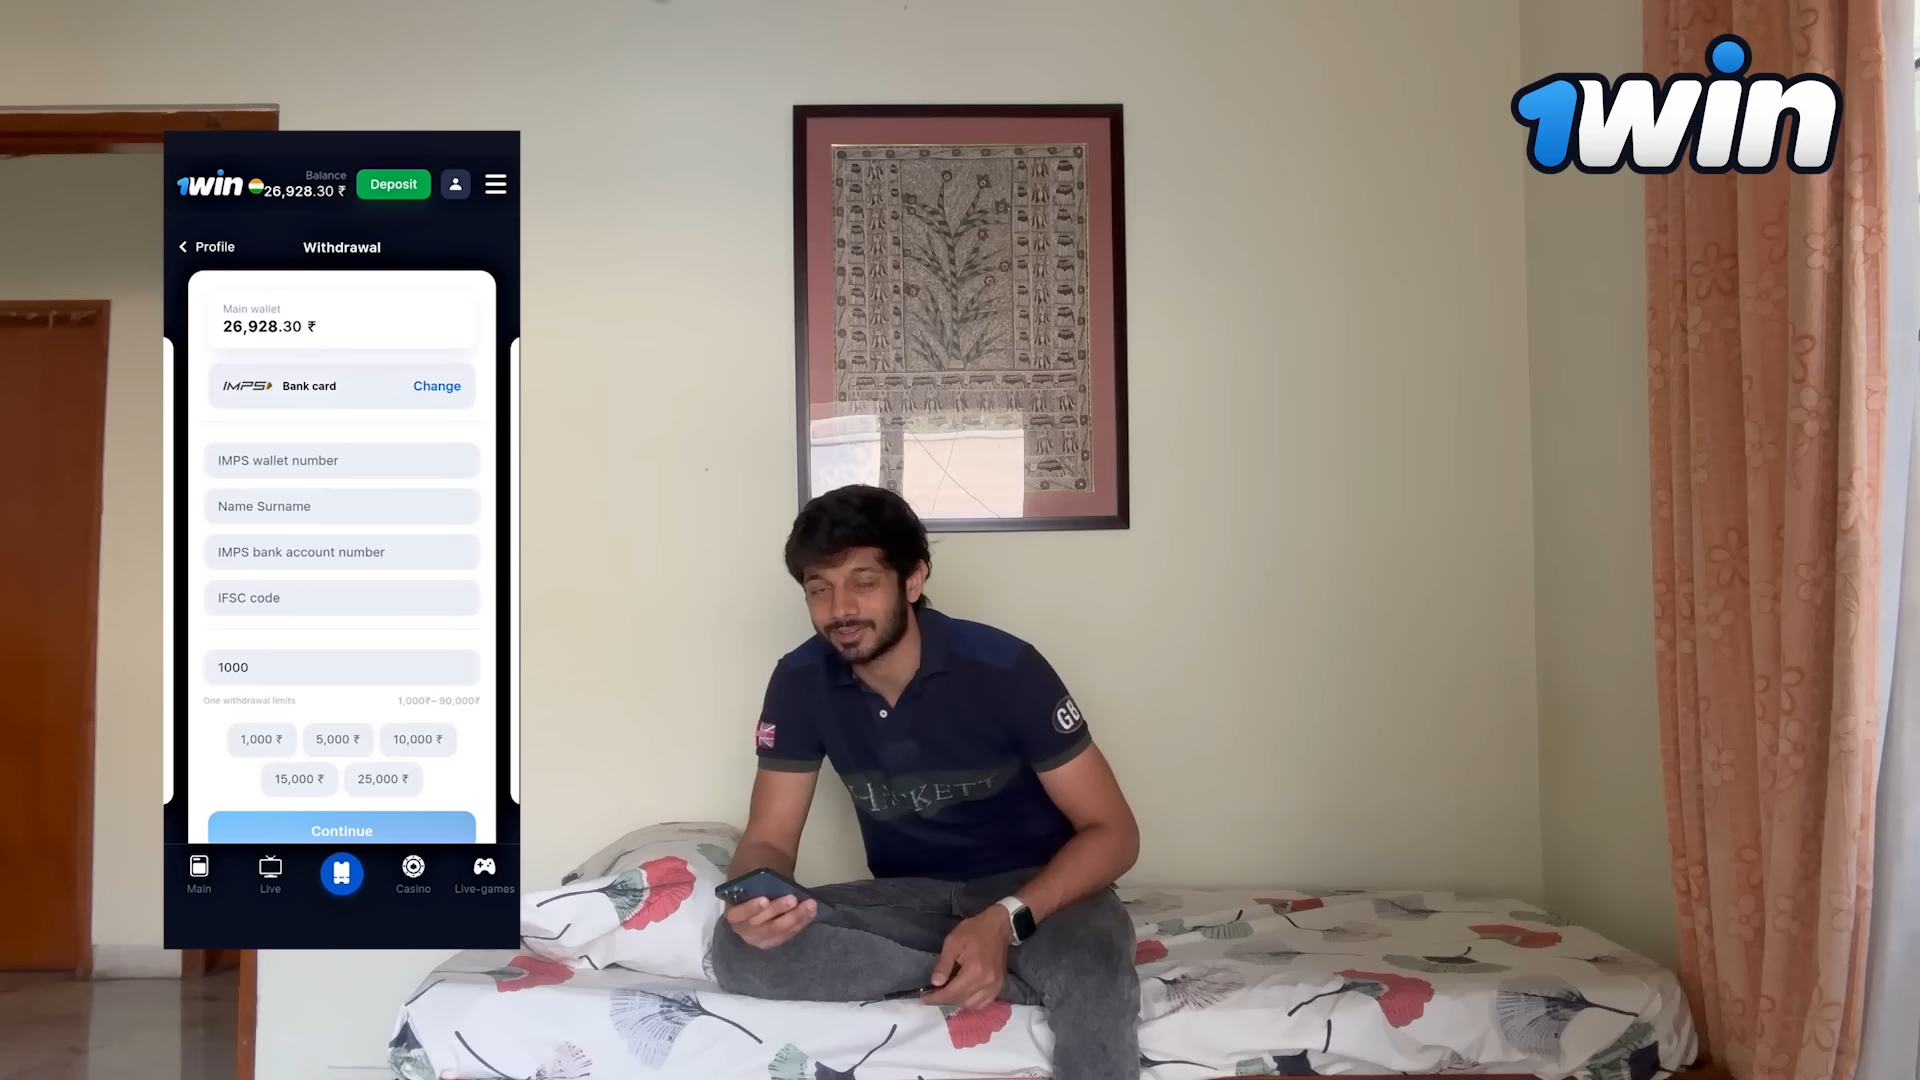 1win
1win
Balance
26,928.30 ₹
Deposit
Profile
Withdrawal
Main wallet
26,928.30 ₹
IMPS
Bank card
Change
IMPS wallet number
Name Surname
IMPS bank account number
IFSC code
1000
One withdrawal limits
1,000₹– 90,000₹
1,000 ₹
5,000 ₹
10,000 ₹
15,000 ₹
25,000 ₹
Continue
Main
Live
Casino
Live-games
GB
HACKETT